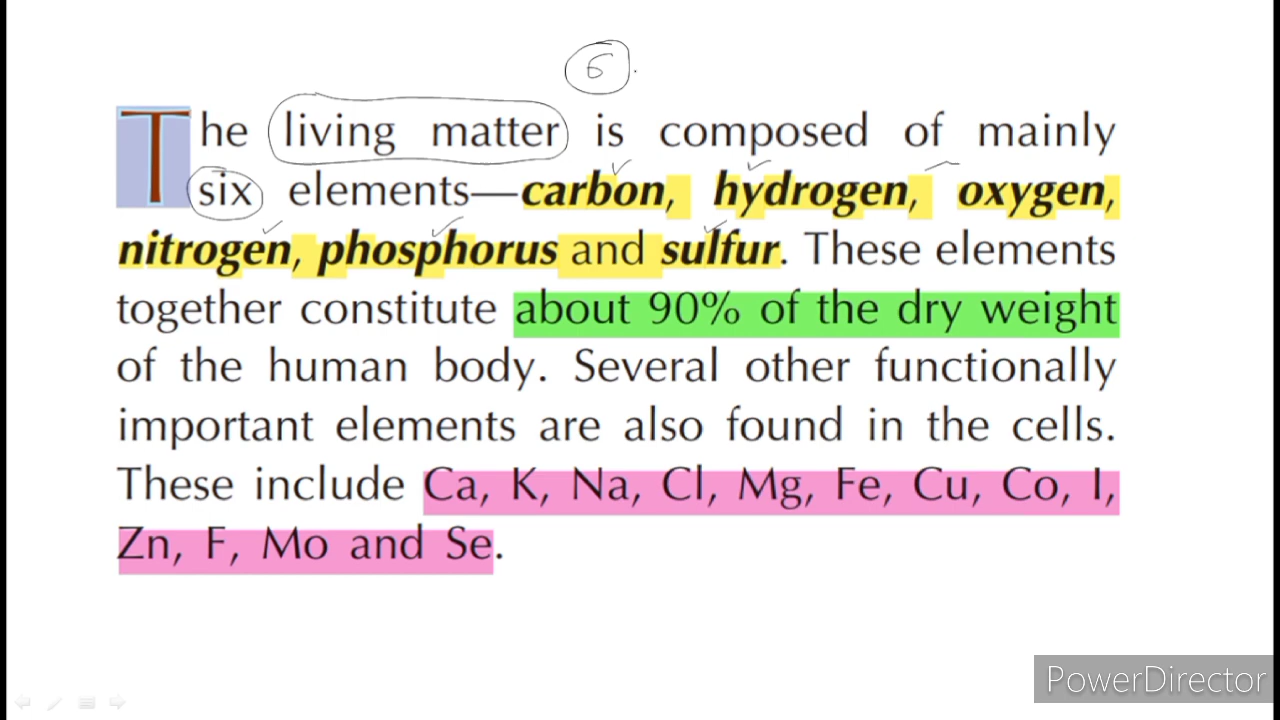 6
The living matter is composed of mainly
six elements—carbon, hydrogen, oxygen,
nitrogen, phosphorus and sulfur. These elements
together constitute about 90% of the dry weight
of the human body. Several other functionally
important elements are also found in the cells.
These include Ca, K, Na, Cl, Mg, Fe, Cu, Co, I,
Zn, F, Mo and Se.
PowerDirector